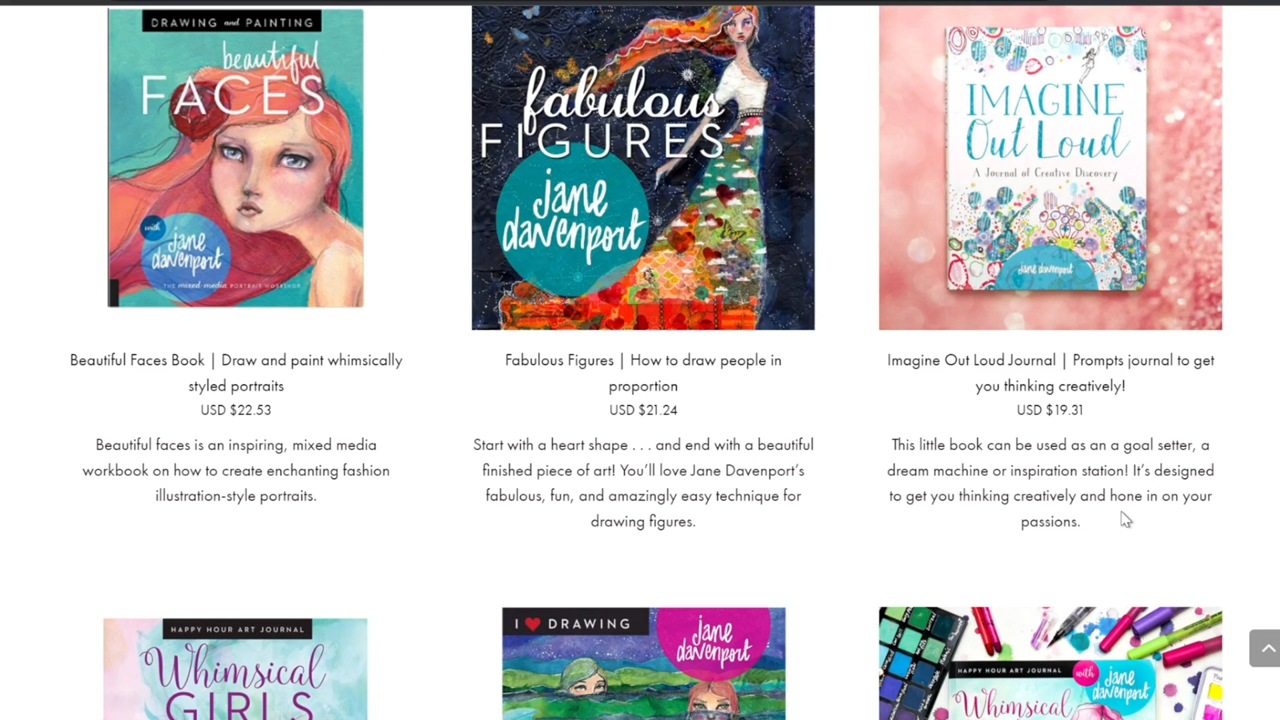 DRAWING and PAINTING
beautiful
FACES
with
jane
davenport
THE mixed-media PORTRAIT WORKSHOP
fabulous
FIGURES
jane
davenport
IMAGINE
Out Loud
A Journal of Creative Discovery
jane davenport
Beautiful Faces Book | Draw and paint whimsically
styled portraits
USD $22.53
Beautiful faces is an inspiring, mixed media
workbook on how to create enchanting fashion
illustration-style portraits.
Fabulous Figures | How to draw people in
proportion
USD $21.24
Start with a heart shape . . . and end with a beautiful
finished piece of art! You’ll love Jane Davenport’s
fabulous, fun, and amazingly easy technique for
drawing figures.
Imagine Out Loud Journal | Prompts journal to get
you thinking creatively!
USD $19.31
This little book can be used as an a goal setter, a
dream machine or inspiration station! It’s designed
to get you thinking creatively and hone in on your
passions.
HAPPY HOUR ART JOURNAL
Whimsical
GIRLS
I ❤ DRAWING
jane
davenport
HAPPY HOUR ART JOURNAL
with
jane
davenport
Whimsical